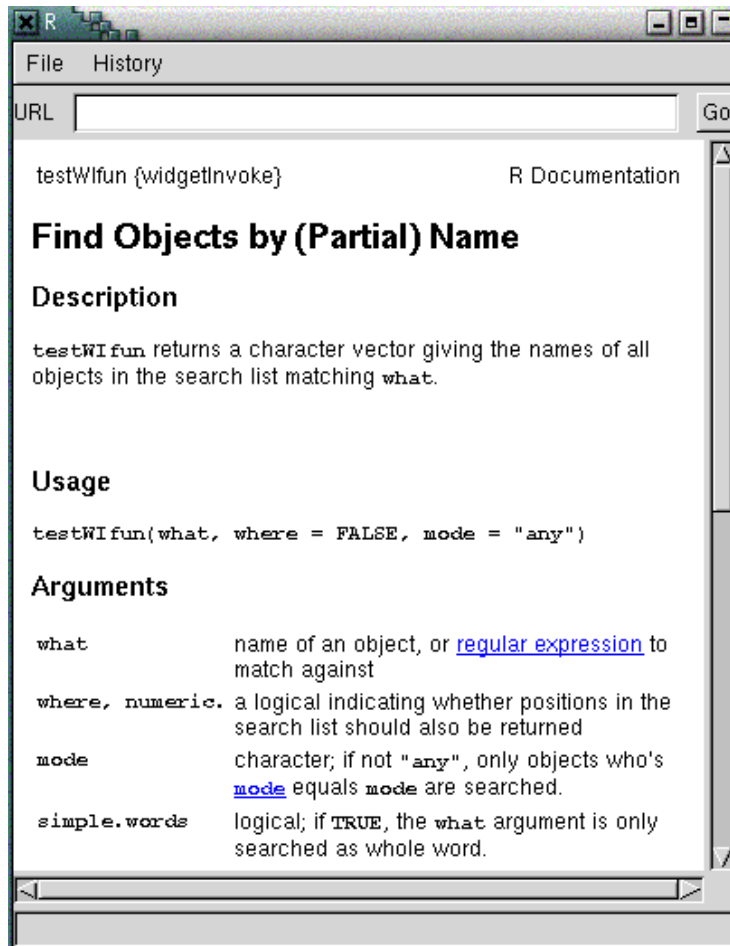 R
File History
URL Go
testWIfun {widgetInvoke} R Documentation
Find Objects by (Partial) Name
Description
testWIfun returns a character vector giving the names of all
objects in the search list matching what.
Usage
testWIfun(what, where = FALSE, mode = "any")
Arguments
what name of an object, or regular expression to
match against
where, numeric. a logical indicating whether positions in the
search list should also be returned
mode character; if not "any", only objects who's
mode equals mode are searched.
simple.words logical; if TRUE, the what argument is only
searched as whole word.